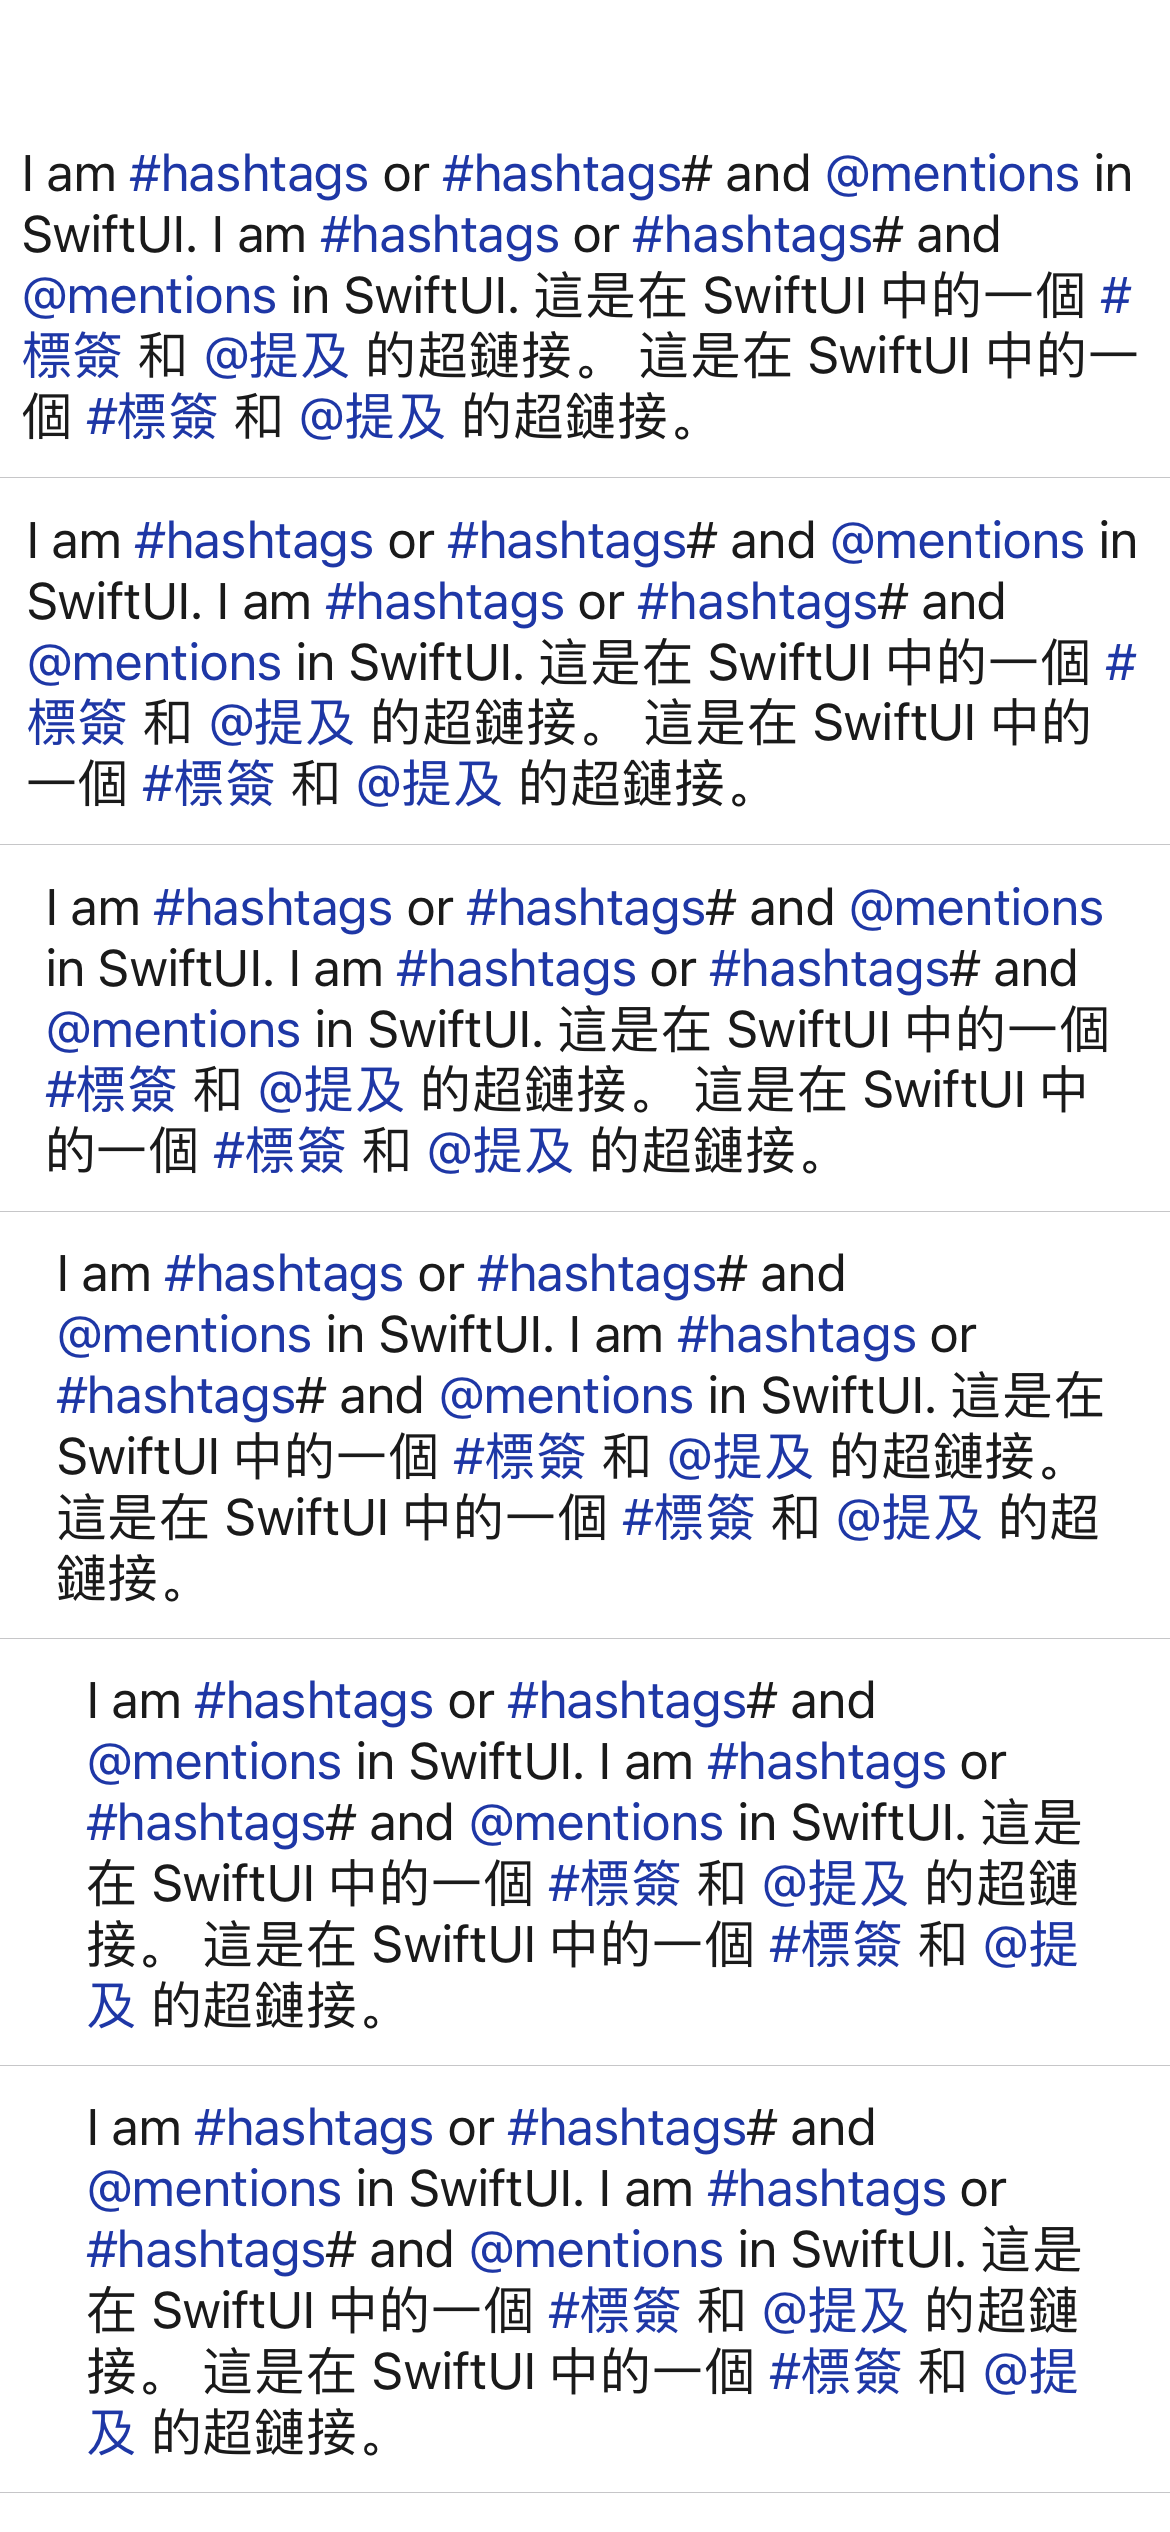 I am #hashtags or #hashtags# and @mentions in
SwiftUI. I am #hashtags or #hashtags# and
@mentions in SwiftUI. 這是在 SwiftUI 中的一個 #
標簽 和 @提及 的超鏈接。 這是在 SwiftUI 中的一
個 #標簽 和 @提及 的超鏈接。
I am #hashtags or #hashtags# and @mentions in
SwiftUI. I am #hashtags or #hashtags# and
@mentions in SwiftUI. 這是在 SwiftUI 中的一個 #
標簽 和 @提及 的超鏈接。 這是在 SwiftUI 中的
一個 #標簽 和 @提及 的超鏈接。
I am #hashtags or #hashtags# and @mentions
in SwiftUI. I am #hashtags or #hashtags# and
@mentions in SwiftUI. 這是在 SwiftUI 中的一個
#標簽 和 @提及 的超鏈接。 這是在 SwiftUI 中
的一個 #標簽 和 @提及 的超鏈接。
I am #hashtags or #hashtags# and
@mentions in SwiftUI. I am #hashtags or
#hashtags# and @mentions in SwiftUI. 這是在
SwiftUI 中的一個 #標簽 和 @提及 的超鏈接。
這是在 SwiftUI 中的一個 #標簽 和 @提及 的超
鏈接。
I am #hashtags or #hashtags# and
@mentions in SwiftUI. I am #hashtags or
#hashtags# and @mentions in SwiftUI. 這是
在 SwiftUI 中的一個 #標簽 和 @提及 的超鏈
接。 這是在 SwiftUI 中的一個 #標簽 和 @提
及 的超鏈接。
I am #hashtags or #hashtags# and
@mentions in SwiftUI. I am #hashtags or
#hashtags# and @mentions in SwiftUI. 這是
在 SwiftUI 中的一個 #標簽 和 @提及 的超鏈
接。 這是在 SwiftUI 中的一個 #標簽 和 @提
及 的超鏈接。